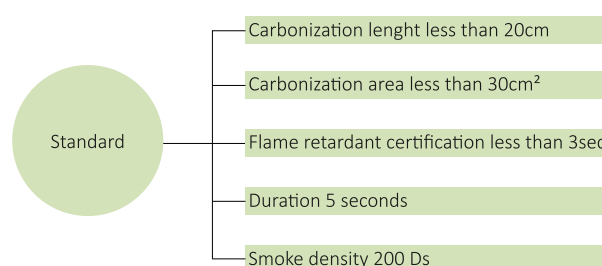 Carbonization lenght less than 20cm
Carbonization area less than 30cm²
Standard
Flame retardant certification less than 3sec
Duration 5 seconds
Smoke density 200 Ds